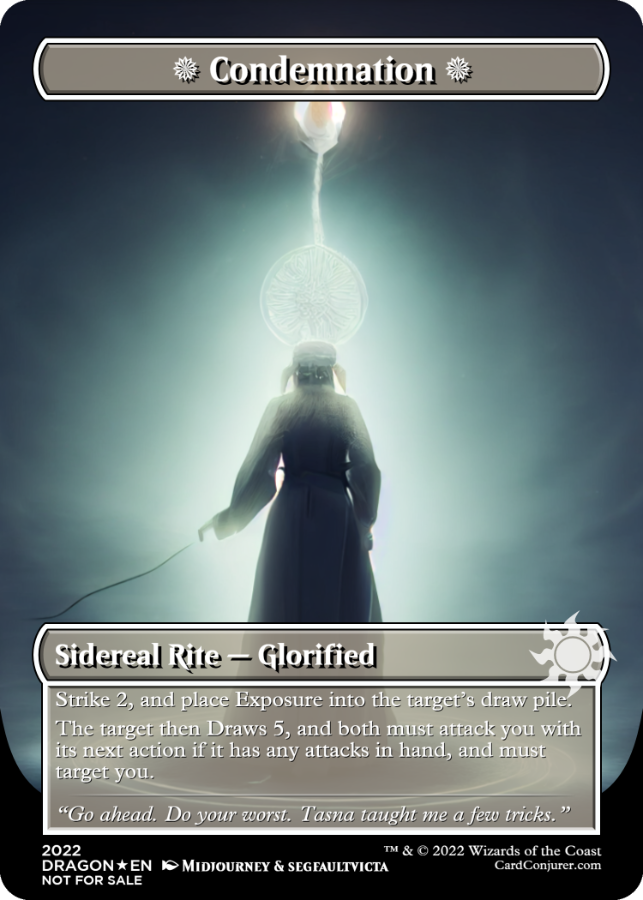 Condemnation
Sidereal Rite — Glorified
Strike 2, and place Exposure into the target's draw pile.
The target then Draws 5, and both must attack you with
its next action if it has any attacks in hand, and must
target you.
“Go ahead. Do your worst. Tasna taught me a few tricks.”
2022
DRAGON★EN Midjourney & segfaultvicta
NOT FOR SALE
™ & © 2022 Wizards of the Coast
CardConjurer.com